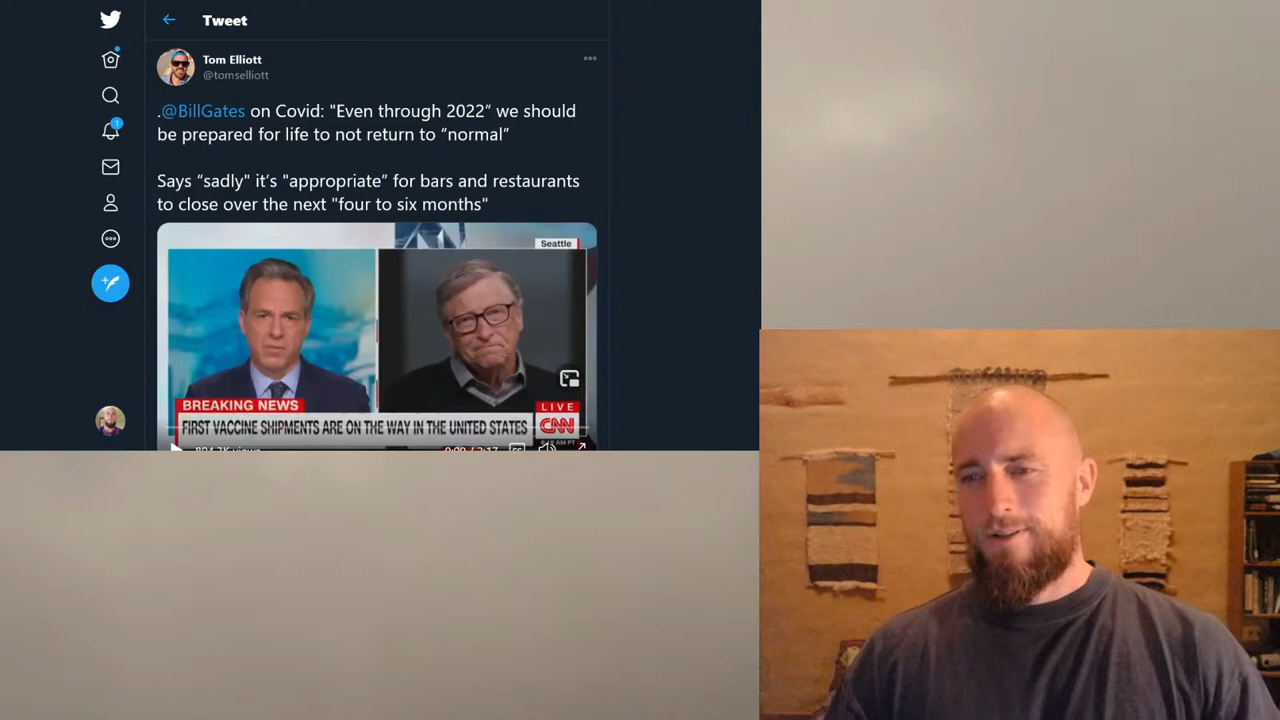 Tweet
Tom Elliott
@tomselliott
.@BillGates on Covid: "Even through 2022” we should
be prepared for life to not return to “normal”
Says “sadly" it’s "appropriate” for bars and restaurants
to close over the next "four to six months"
Seattle
1
BREAKING NEWS
LIVE
FIRST VACCINE SHIPMENTS ARE ON THE WAY IN THE UNITED STATES
CNN